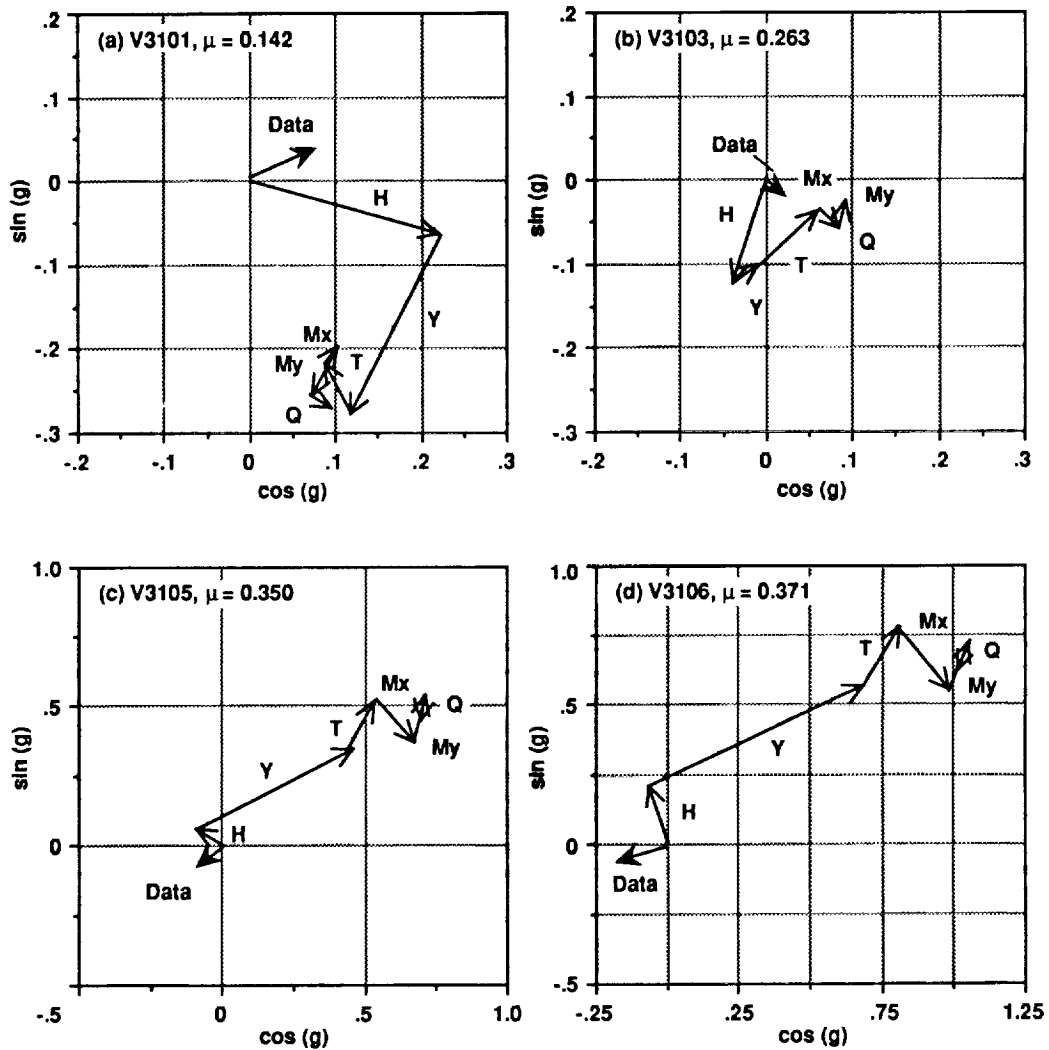 (a) V3101, μ = 0.142
.2
.1
0
-.1
-.2
-.3
sin (g)
Data
H
Y
Mx
My
T
Q
-.2
-.1
0
.1
.2
.3
cos (g)
(b) V3103, μ = 0.263
.2
.1
0
-.1
-.2
-.3
sin (g)
Data
Mx
My
H
Q
T
Y
-.2
-.1
0
.1
.2
.3
cos (g)
(c) V3105, μ = 0.350
1.0
.5
0
-.5
sin (g)
Mx
Q
T
My
Y
H
Data
0
.5
1.0
cos (g)
(d) V3106, μ = 0.371
1.0
.5
0
-.5
sin (g)
Mx
T
Q
My
Y
H
Data
-.25
.25
.75
1.25
cos (g)